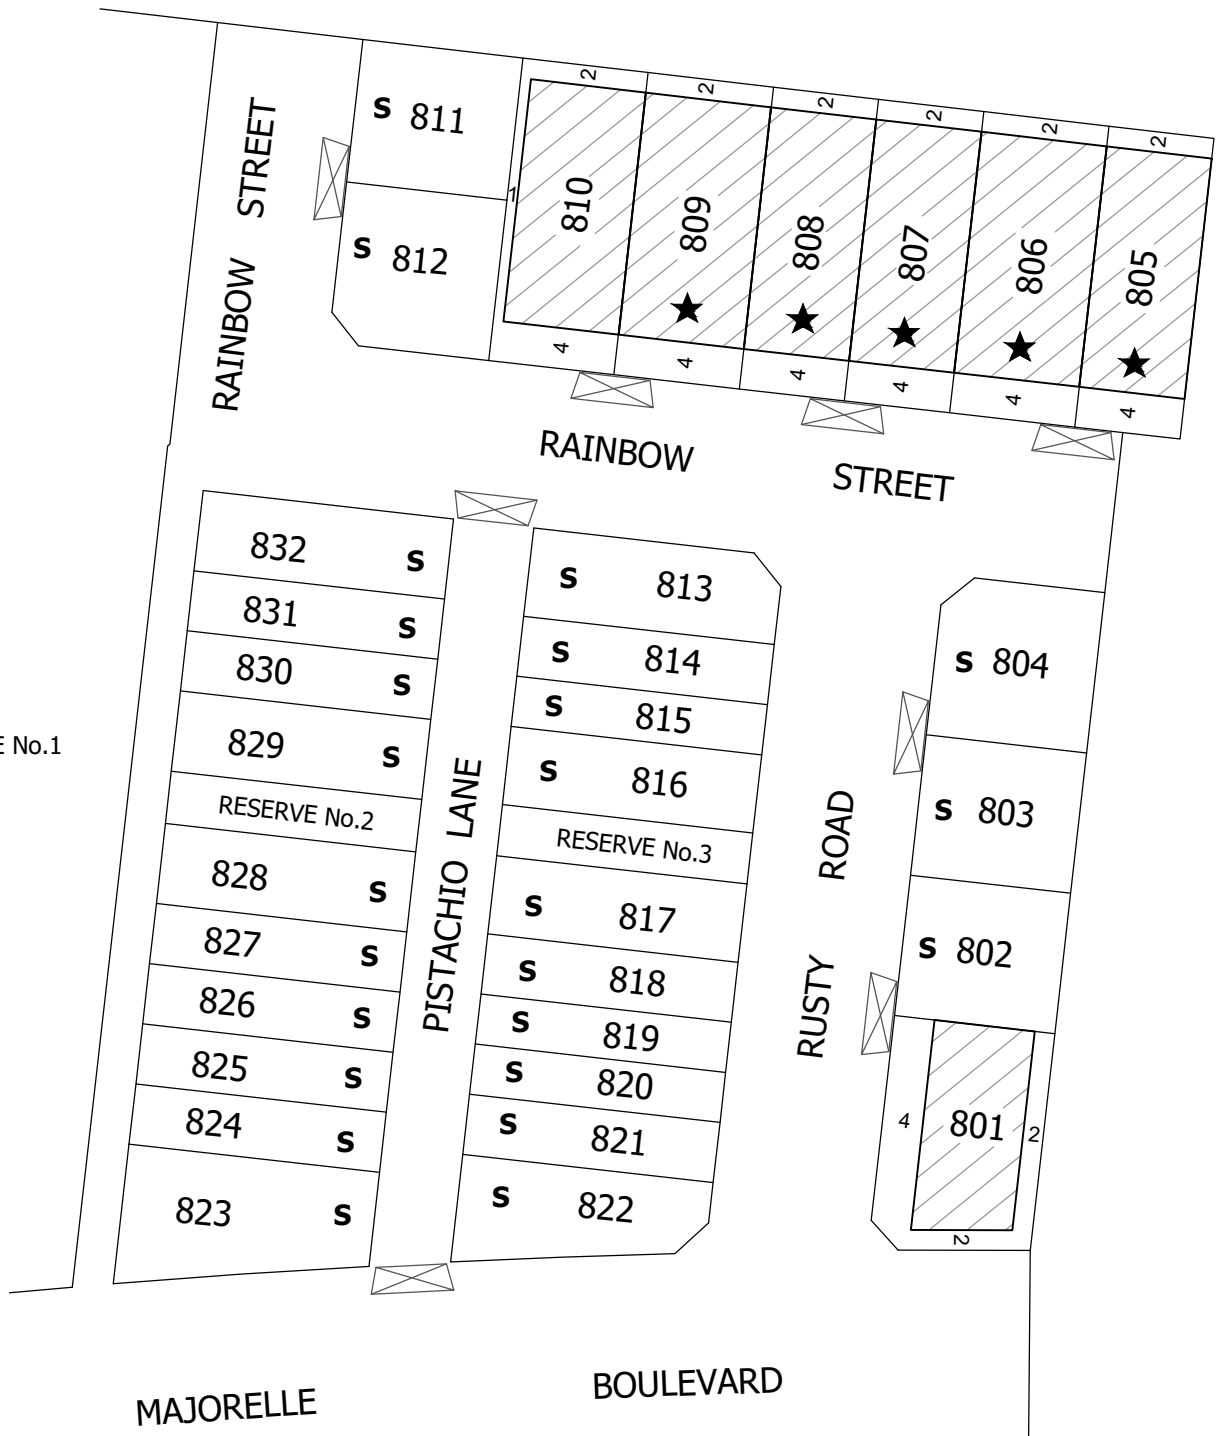 2 2 2 2 2 2
S 811
810
809
808
807
806
805
1
S 812
4 4 4 4 4 4
RAINBOW STREET
RAINBOW STREET
832 S
S 813
831 S
S 814
830 S
S 815
829 S
S 816
RESERVE No.2
RESERVE No.3
828 S
S 817
827 S
S 818
826 S
S 819
825 S
S 820
824 S
S 821
823 S
S 822
PISTACHIO LANE
RUSTY ROAD
S 804
S 803
S 802
4 801 2
2
E No.1
MAJORELLE BOULEVARD